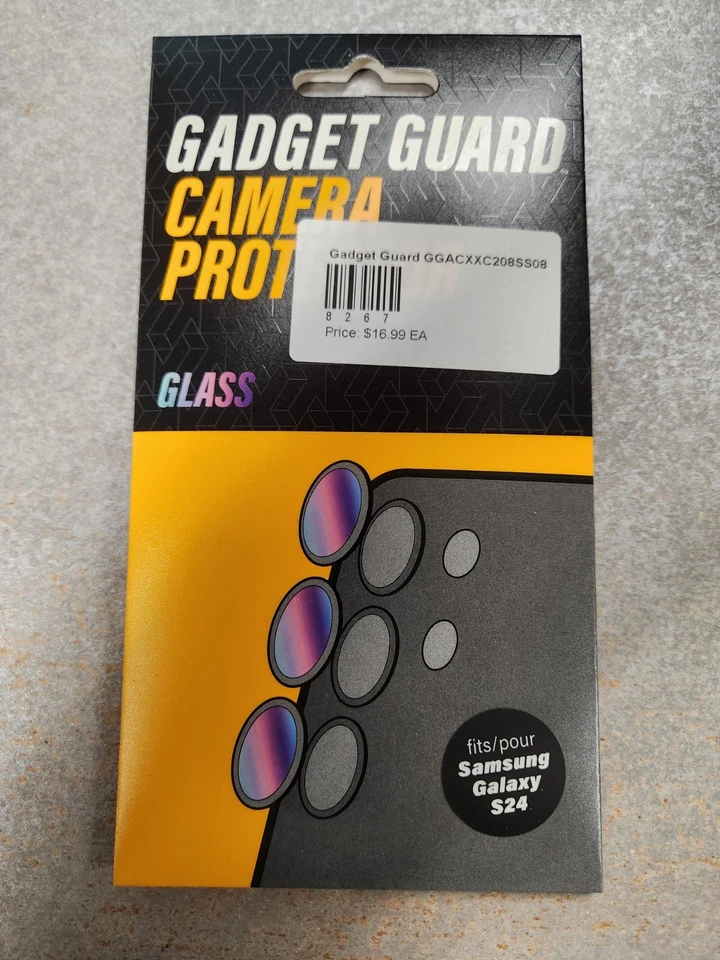 GADGET GUARD
CAMERA
PROT
Gadget Guard GGACXXC208SS08
8 2 6 7
Price: $16.99 EA
GLASS
fits/pour
Samsung
Galaxy
S24